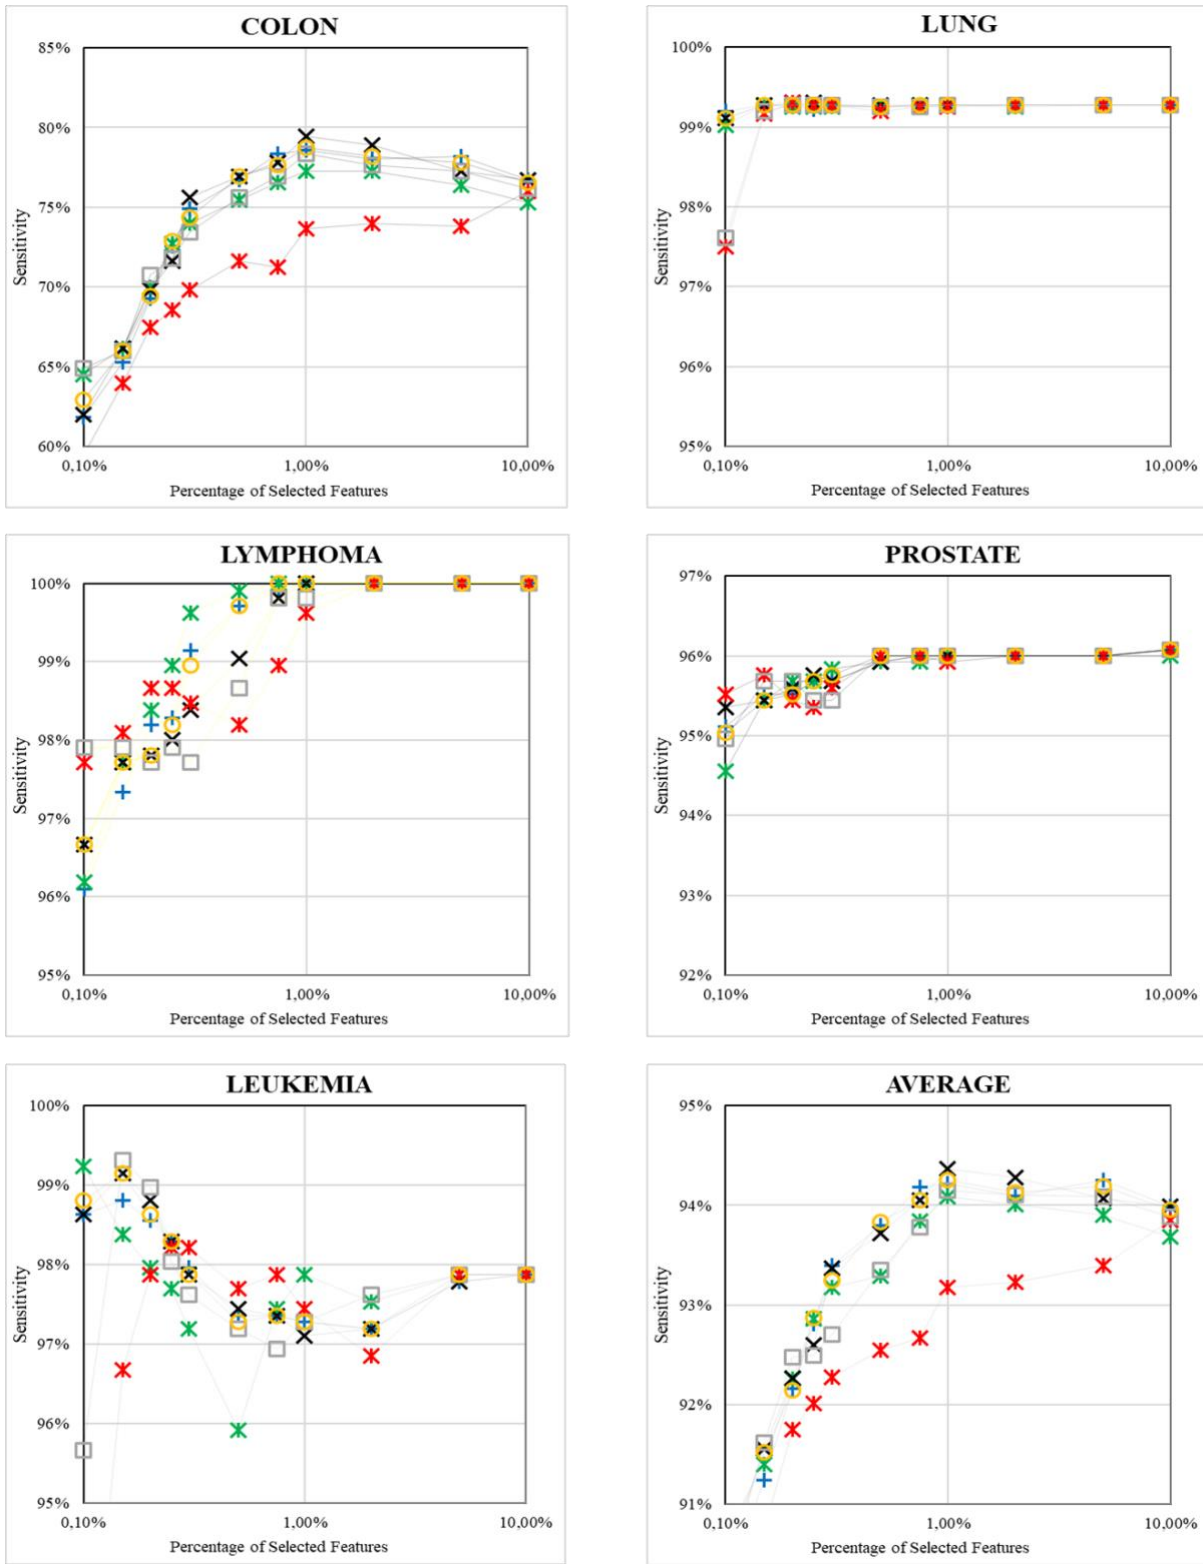 COLON
85%
80%
75%
70%
65%
60%
Sensitivity
0,10%
1,00%
10,00%
Percentage of Selected Features
LUNG
100%
99%
98%
97%
96%
95%
Sensitivity
0,10%
1,00%
10,00%
Percentage of Selected Features
LYMPHOMA
100%
99%
98%
97%
96%
95%
Sensitivity
0,10%
1,00%
10,00%
Percentage of Selected Features
PROSTATE
97%
96%
95%
94%
93%
92%
Sensitivity
0,10%
1,00%
10,00%
Percentage of Selected Features
LEUKEMIA
100%
99%
98%
97%
96%
95%
Sensitivity
0,10%
1,00%
10,00%
Percentage of Selected Features
AVERAGE
95%
94%
93%
92%
91%
Sensitivity
0,10%
1,00%
10,00%
Percentage of Selected Features